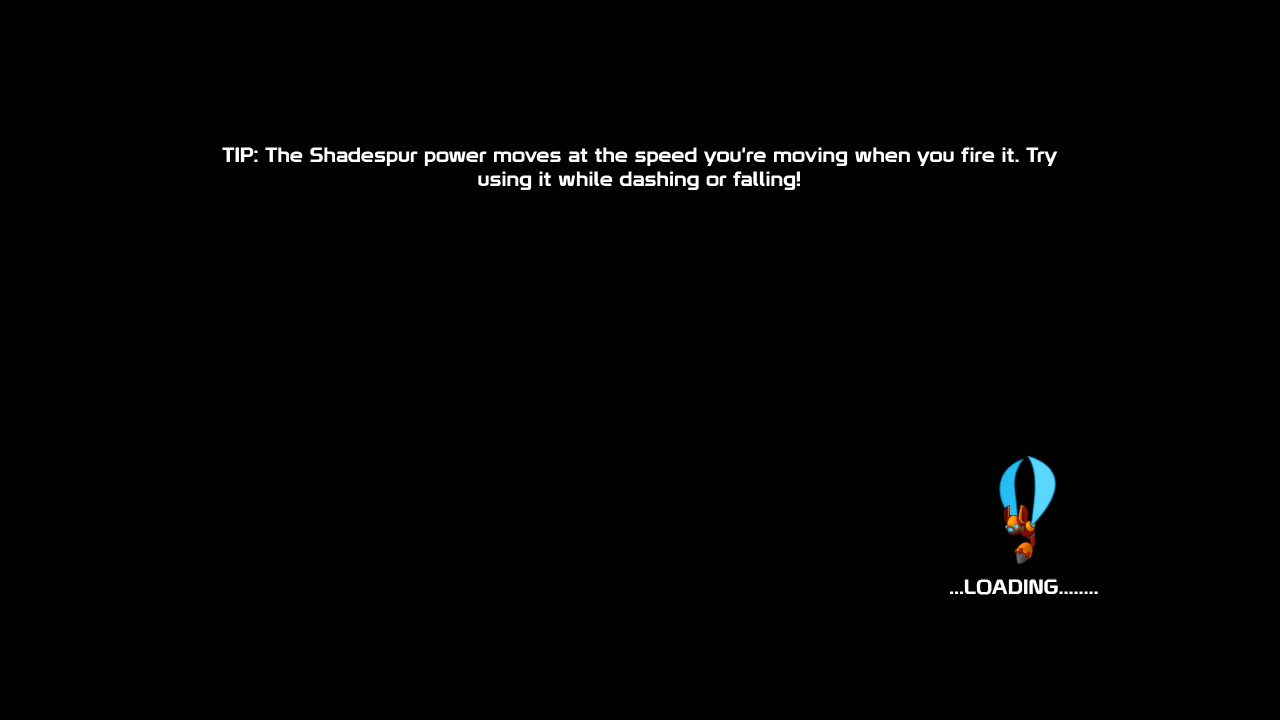 TIP: The Shadespur power moves at the speed you're moving when you fire it. Try
using it while dashing or falling!
...LOADING........